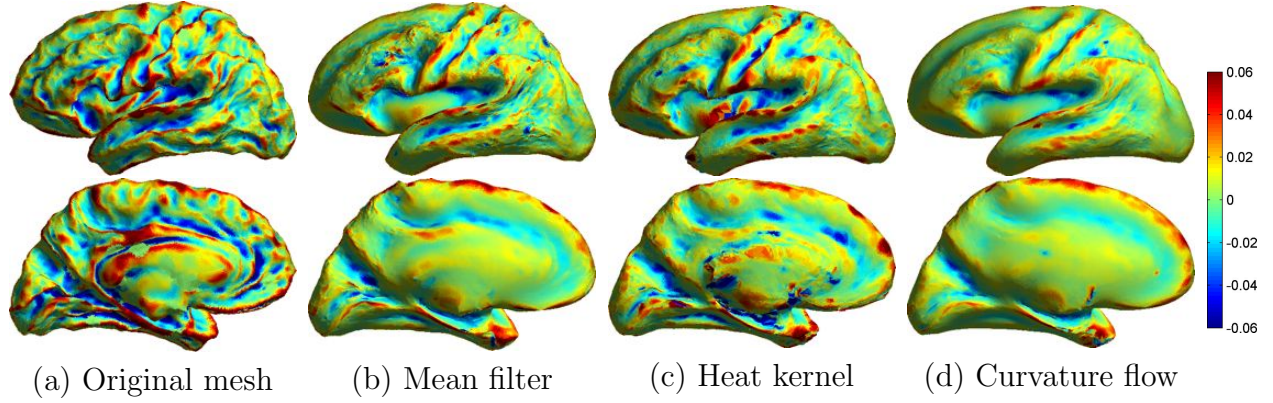 0.06
0.04
0.02
0
-0.02
-0.04
-0.06
(a) Original mesh
(b) Mean filter
(c) Heat kernel
(d) Curvature flow